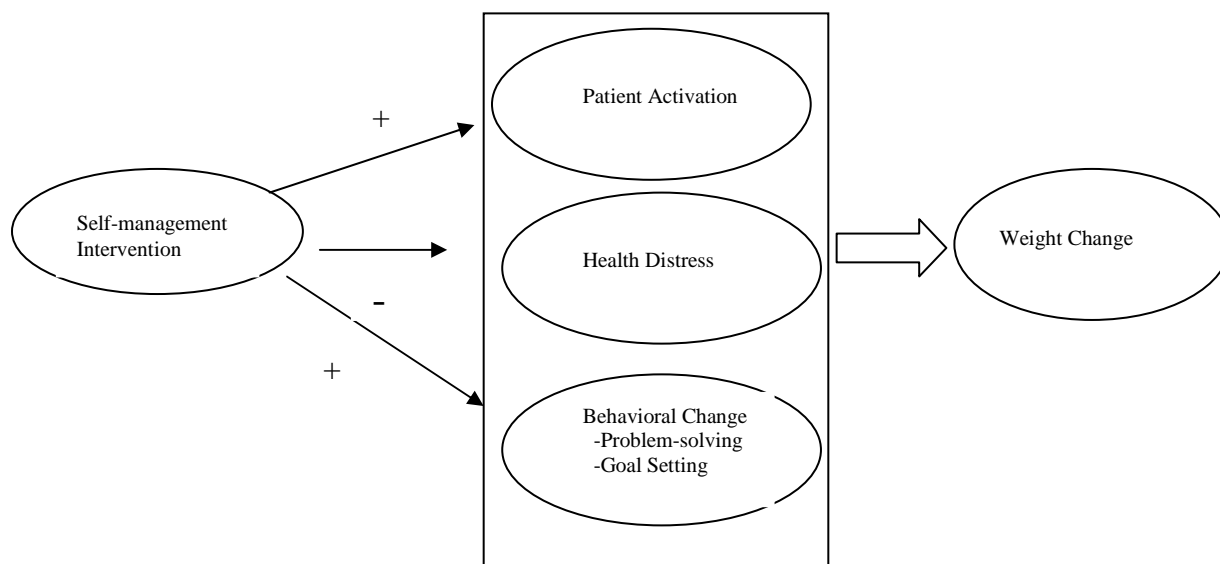 Patient Activation
+
Self-management
Intervention
Health Distress
Weight Change
-
+
Behavioral Change
-Problem-solving
-Goal Setting